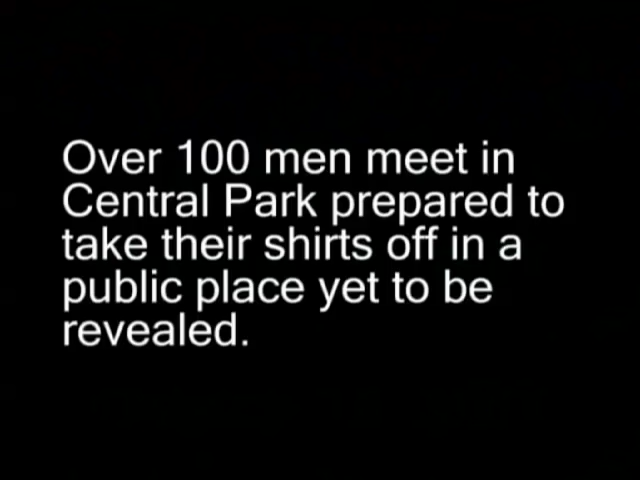 Over 100 men meet in
Central Park prepared to
take their shirts off in a
public place yet to be
revealed.